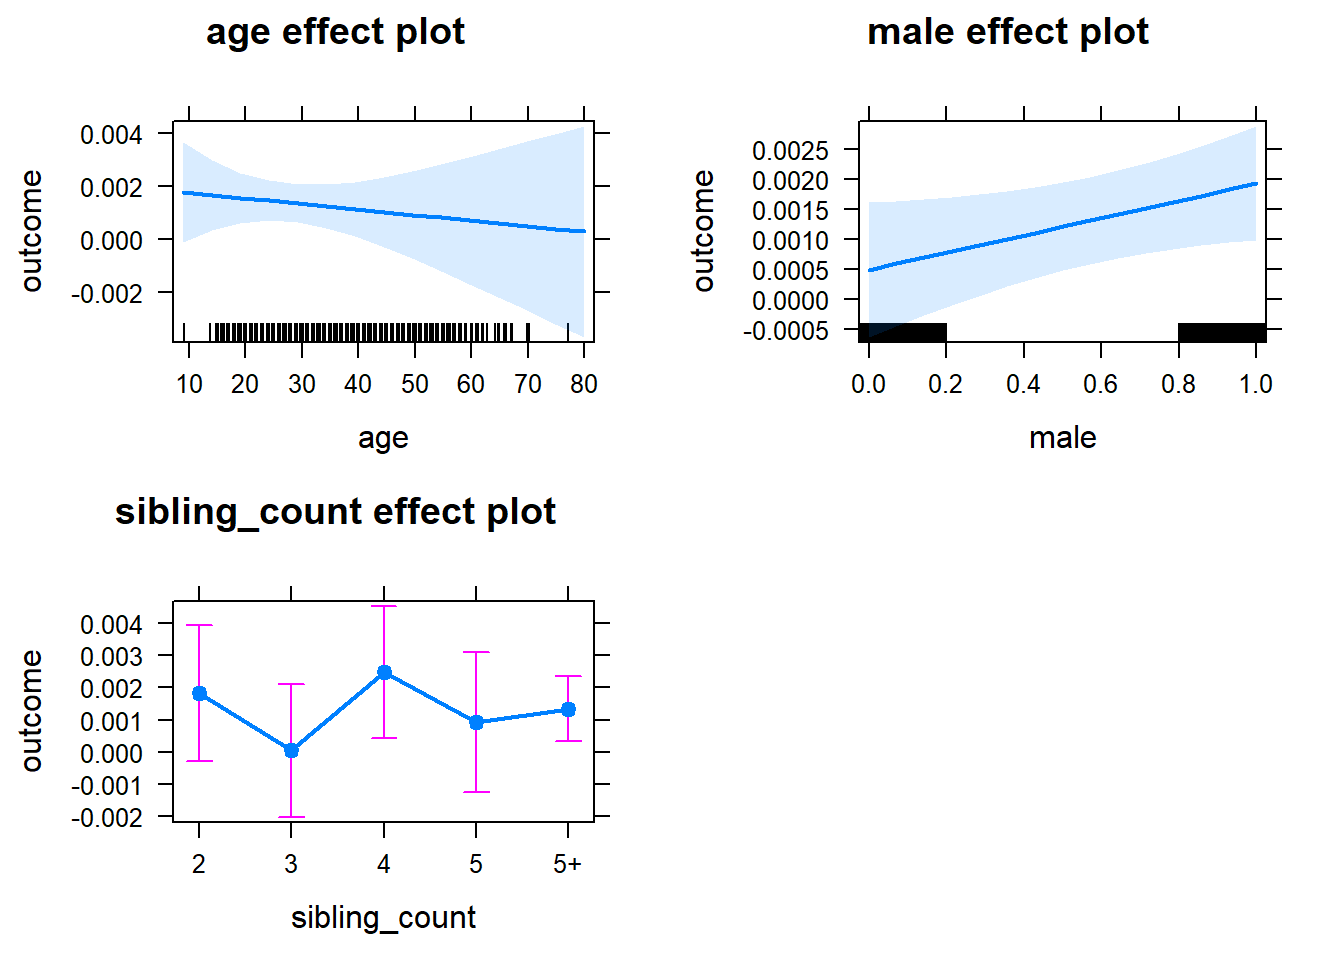 age effect plot
outcome
0.004
0.002
0.000
-0.002
10 20 30 40 50 60 70 80
age
male effect plot
outcome
0.0025
0.0020
0.0015
0.0010
0.0005
0.0000
-0.0005
0.0 0.2 0.4 0.6 0.8 1.0
male
sibling_count effect plot
outcome
0.004
0.003
0.002
0.001
0.000
-0.001
-0.002
2 3 4 5 5+
sibling_count